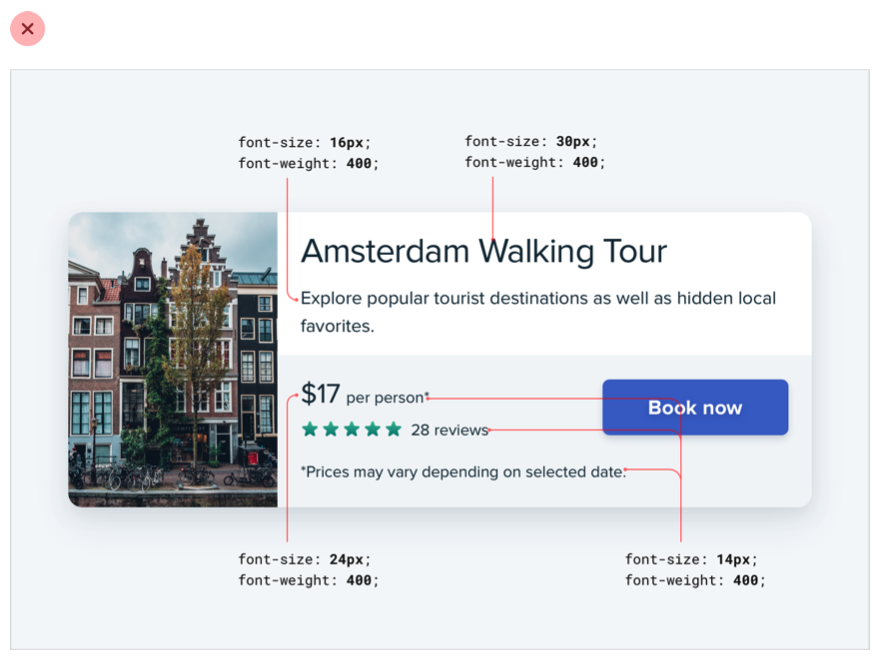 font-size: 16px;
font-weight: 400;
font-size: 30px;
font-weight: 400;
Amsterdam Walking Tour
Explore popular tourist destinations as well as hidden local
favorites.
$17 per person*
Book now
28 reviews
*Prices may vary depending on selected date.
font-size: 24px;
font-weight: 400;
font-size: 14px;
font-weight: 400;